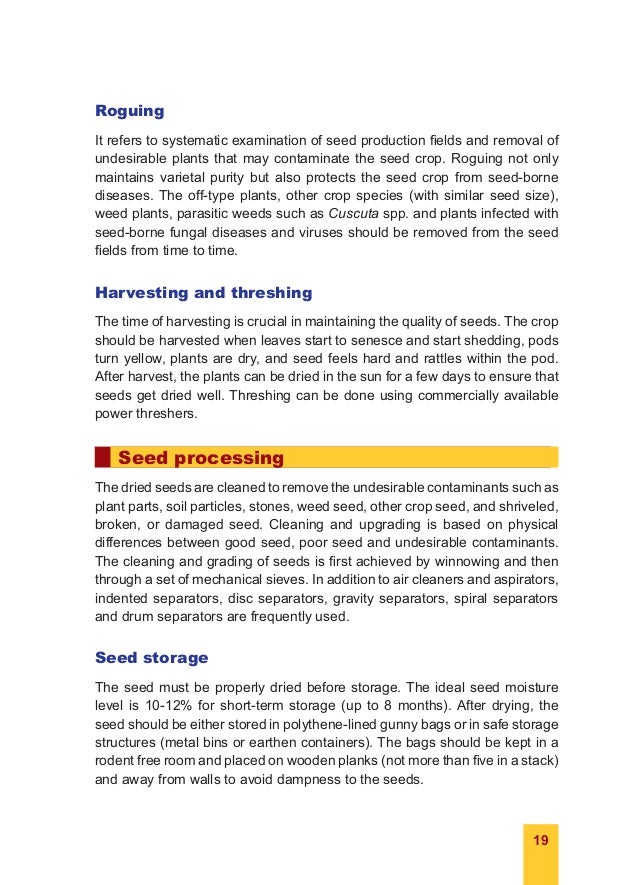 Roguing
It refers to systematic examination of seed production fields and removal of
undesirable plants that may contaminate the seed crop. Roguing not only
maintains varietal purity but also protects the seed crop from seed-borne
diseases. The off-type plants, other crop species (with similar seed size),
weed plants, parasitic weeds such as Cuscuta spp. and plants infected with
seed-borne fungal diseases and viruses should be removed from the seed
fields from time to time.
Harvesting and threshing
The time of harvesting is crucial in maintaining the quality of seeds. The crop
should be harvested when leaves start to senesce and start shedding, pods
turn yellow, plants are dry, and seed feels hard and rattles within the pod.
After harvest, the plants can be dried in the sun for a few days to ensure that
seeds get dried well. Threshing can be done using commercially available
power threshers.
Seed processing
The dried seeds are cleaned to remove the undesirable contaminants such as
plant parts, soil particles, stones, weed seed, other crop seed, and shriveled,
broken, or damaged seed. Cleaning and upgrading is based on physical
differences between good seed, poor seed and undesirable contaminants.
The cleaning and grading of seeds is first achieved by winnowing and then
through a set of mechanical sieves. In addition to air cleaners and aspirators,
indented separators, disc separators, gravity separators, spiral separators
and drum separators are frequently used.
Seed storage
The seed must be properly dried before storage. The ideal seed moisture
level is 10-12% for short-term storage (up to 8 months). After drying, the
seed should be either stored in polythene-lined gunny bags or in safe storage
structures (metal bins or earthen containers). The bags should be kept in a
rodent free room and placed on wooden planks (not more than five in a stack)
and away from walls to avoid dampness to the seeds.
19